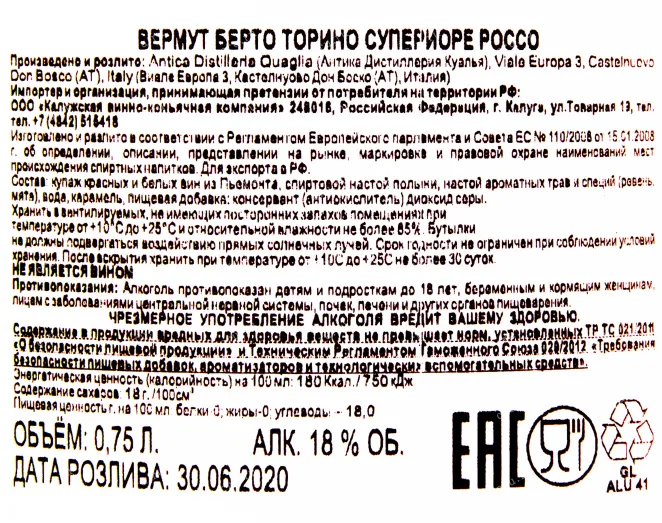 ВЕРМУТ БЕРТО ТОРИНО СУПЕРИОРЕ РОССО
Произведено и розлито: Antica Distilleria Quaglia (Антика Дистиллерия Куалья), Viale Europa 3, Castelnuovo
Don Bosco (AT), Italy (Виале Европа 3, Кастелнуово Дон Боско (АТ), Италия)
Импортер и организация, принимающая претензии от потребителя на территории РФ:
ООО «Калужская винно-коньячная компания» 248016, Российская Федерация, г. Калуга, ул.Товарная 13, тел.
тел. +7 (4842) 516418
Изготовлено и разлито в соответствии с Регламентом Европейского парламента и Совета ЕС № 110/2008 от 15.01.2008
г. об определении, описании, представлении на рынке, маркировке и правовой охране наименований мест
происхождения спиртных напитков. Для экспорта в РФ.
Состав: купаж красных и белых вин из Пьемонта, спиртовой настой полыни, настой ароматных трав и специй (ревень,
мята), вода, карамель, пищевая добавка: консервант (антиокислитель) диоксид серы.
Хранить в вентилируемых, не имеющих посторонних запахов помещениях при
температуре от +10°С до +25°С и относительной влажности не более 85%. Бутылки
не должны подвергаться воздействию прямых солнечных лучей. Срок годности не ограничен при соблюдении условий
хранения. После вскрытия хранить при температуре от +10С до +25С не более 30 суток.
НЕ ЯВЛЯЕТСЯ ВИНОМ
Противопоказания: Алкоголь противопоказан детям и подросткам до 18 лет, беременным и кормящим женщинам,
лицам с заболеваниями центральной нервной системы, почек, печени и других органов пищеварения.
ЧРЕЗМЕРНОЕ УПОТРЕБЛЕНИЕ АЛКОГОЛЯ ВРЕДИТ ВАШЕМУ ЗДОРОВЬЮ.
Содержание в продукции вредных для здоровья веществ не превышает норм, установленных ТР ТС 021/2011
«О безопасности пищевой продукции» и Техническим Регламентом Таможенного Союза 029/2012 «Требования
безопасности пищевых добавок, ароматизаторов и технологических вспомогательных средств».
Энергетическая ценность (калорийность) на 100 мл: 180 Ккал./ 750 кДж
Содержание сахаров: 18 г./100см³
Пищевая ценность г. на 100 мл: белки-0; жиры-0; углеводы – 18,0
ОБЪЁМ: 0,75 Л. АЛК. 18 % ОБ.
ДАТА РОЗЛИВА: 30.06.2020
EAC
GL
ALU 41